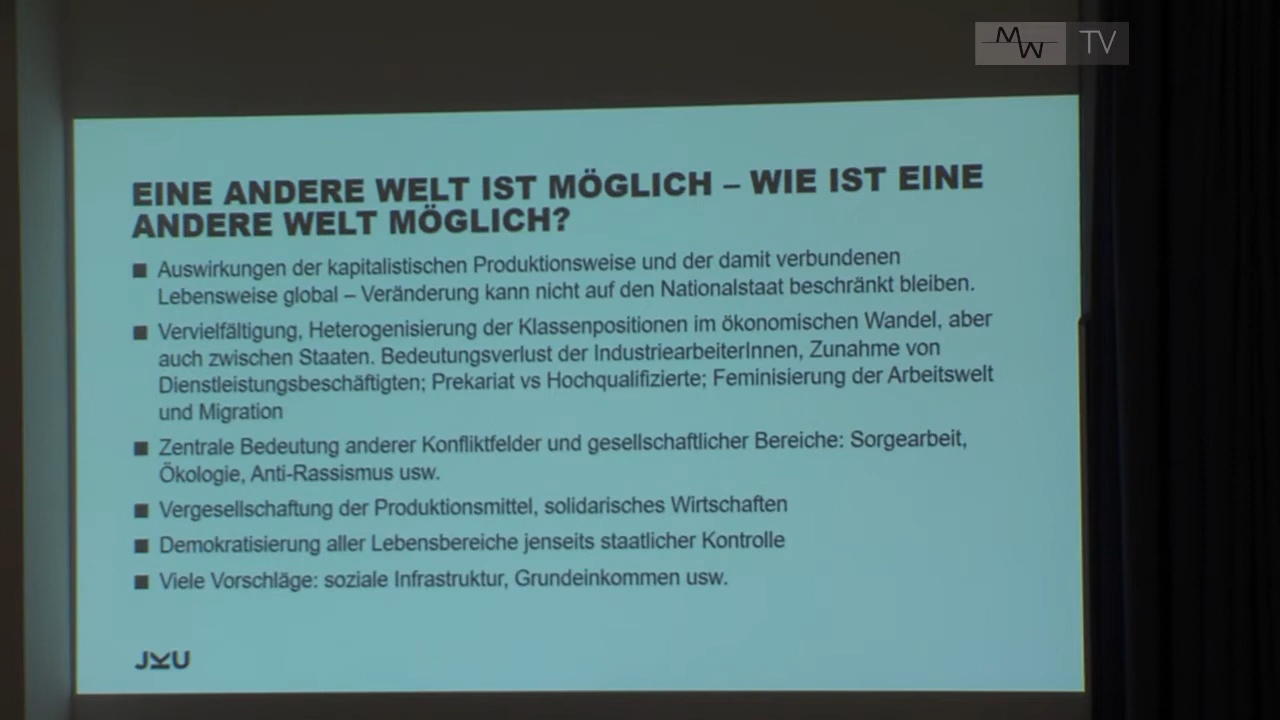 MW TV
EINE ANDERE WELT IST MÖGLICH – WIE IST EINE
ANDERE WELT MÖGLICH?
■ Auswirkungen der kapitalistischen Produktionsweise und der damit verbundenen
Lebensweise global – Veränderung kann nicht auf den Nationalstaat beschränkt bleiben.
■ Vervielfältigung, Heterogenisierung der Klassenpositionen im ökonomischen Wandel, aber
auch zwischen Staaten. Bedeutungsverlust der IndustriearbeiterInnen, Zunahme von
Dienstleistungsbeschäftigten; Prekariat vs Hochqualifizierte; Feminisierung der Arbeitswelt
und Migration
■ Zentrale Bedeutung anderer Konfliktfelder und gesellschaftlicher Bereiche: Sorgearbeit,
Ökologie, Anti-Rassismus usw.
■ Vergesellschaftung der Produktionsmittel, solidarisches Wirtschaften
■ Demokratisierung aller Lebensbereiche jenseits staatlicher Kontrolle
■ Viele Vorschläge: soziale Infrastruktur, Grundeinkommen usw.
JKU